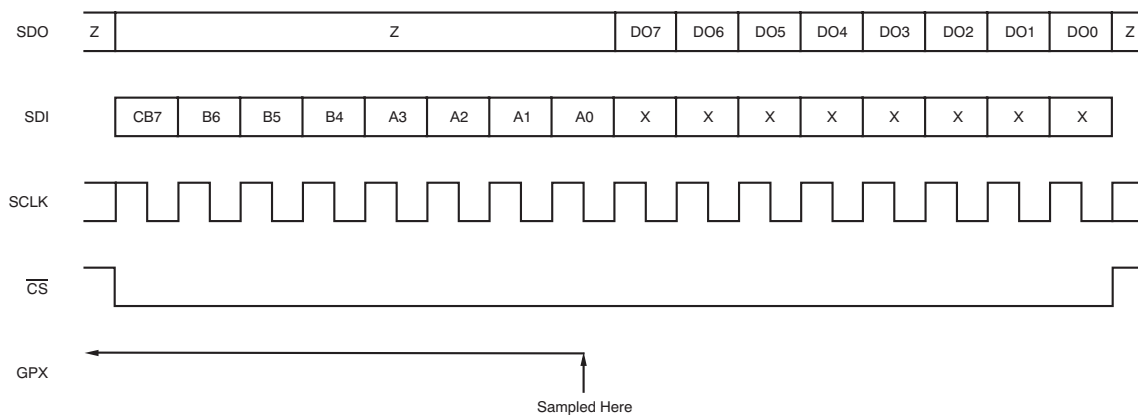 SDO Z Z DO7 DO6 DO5 DO4 DO3 DO2 DO1 DO0 Z
SDI CB7 B6 B5 B4 A3 A2 A1 A0 X X X X X X X X
SCLK
CS
GPX
Sampled Here